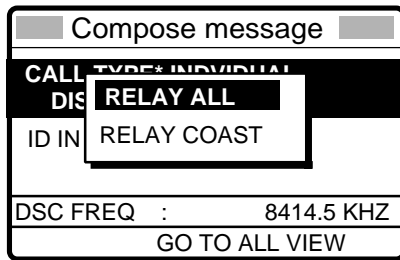 Compose message
CALL TYPE* INDVIDUAL
DIS
RELAY ALL
ID IN
RELAY COAST
DSC FREQ : 8414.5 KHZ
GO TO ALL VIEW